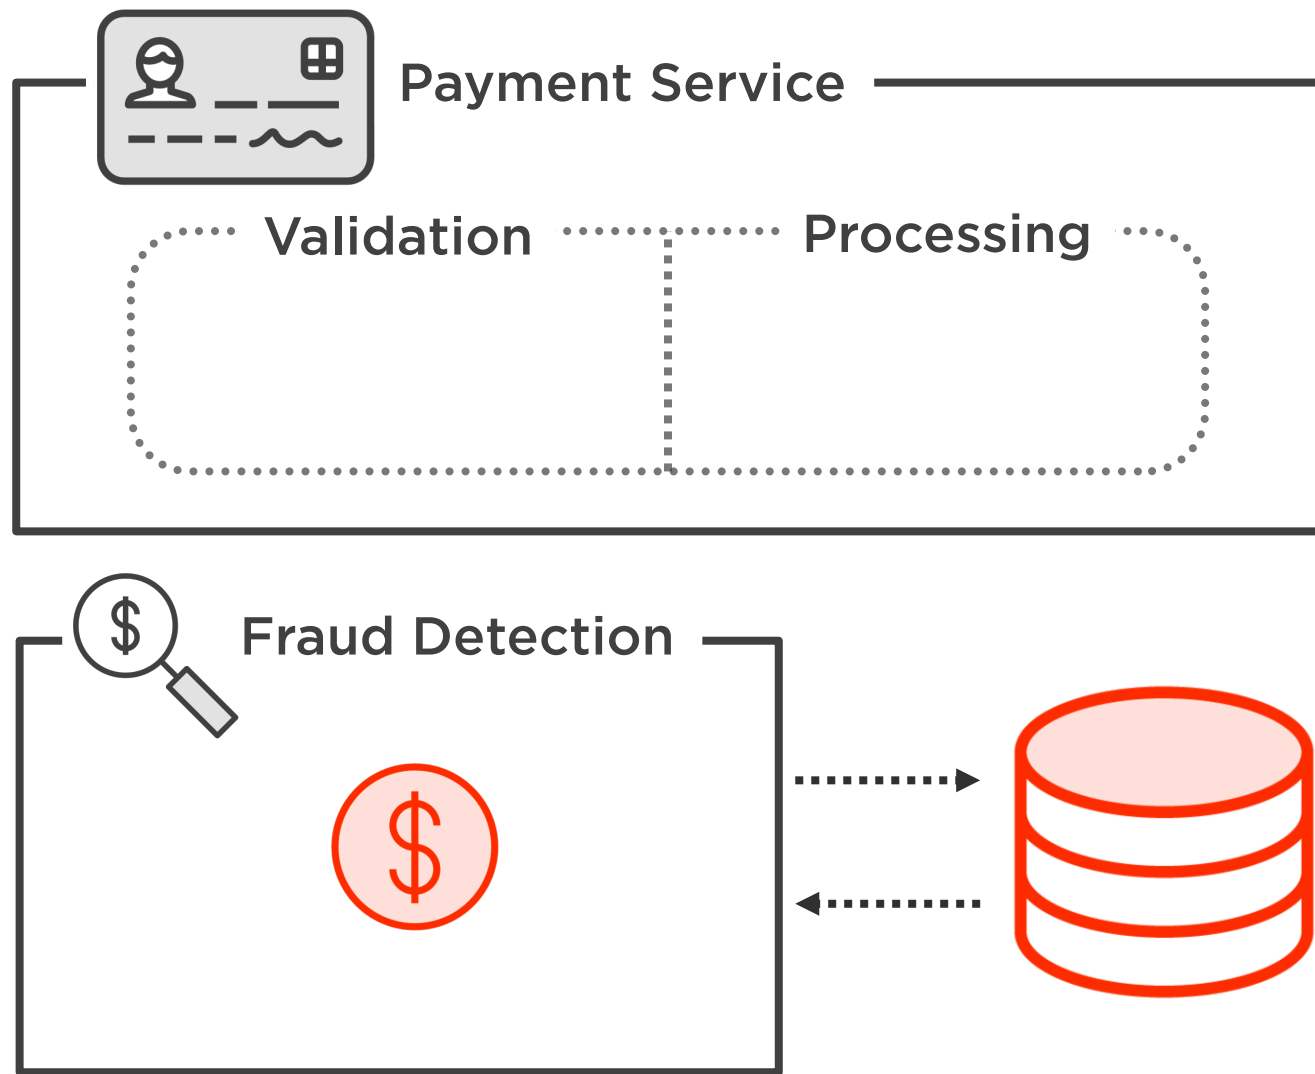 Payment Service
Validation
Processing
$
Fraud Detection
$